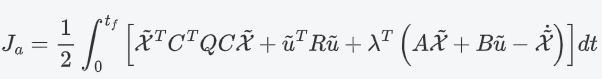 $J_a = \frac{1}{2} \int_0^{t_f} \left[ \tilde{\mathcal{X}}^T C^T Q C \tilde{\mathcal{X}} + \tilde{u}^T R \tilde{u} + \lambda^T \left( A \tilde{\mathcal{X}} + B \tilde{u} - \dot{\tilde{\mathcal{X}}} \right) \right] dt$